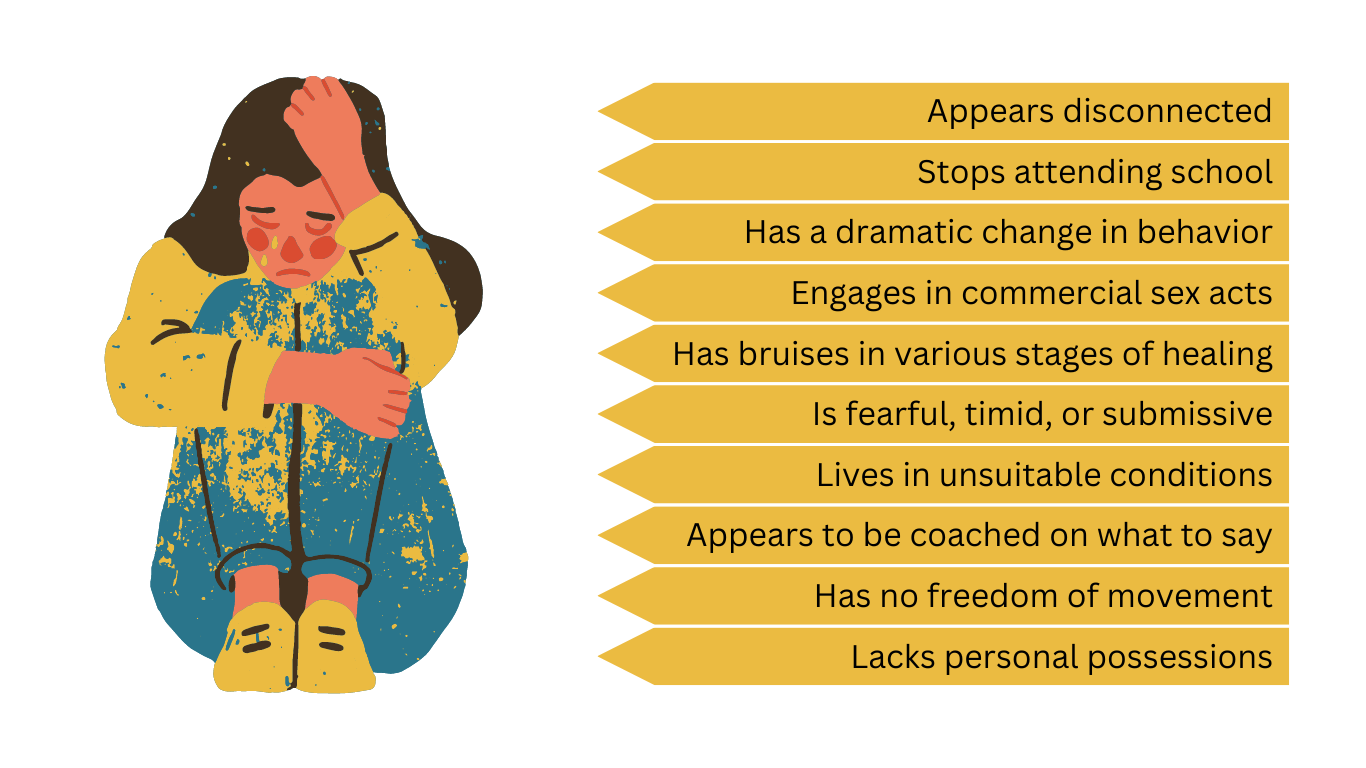 Appears disconnected
Stops attending school
Has a dramatic change in behavior
Engages in commercial sex acts
Has bruises in various stages of healing
Is fearful, timid, or submissive
Lives in unsuitable conditions
Appears to be coached on what to say
Has no freedom of movement
Lacks personal possessions